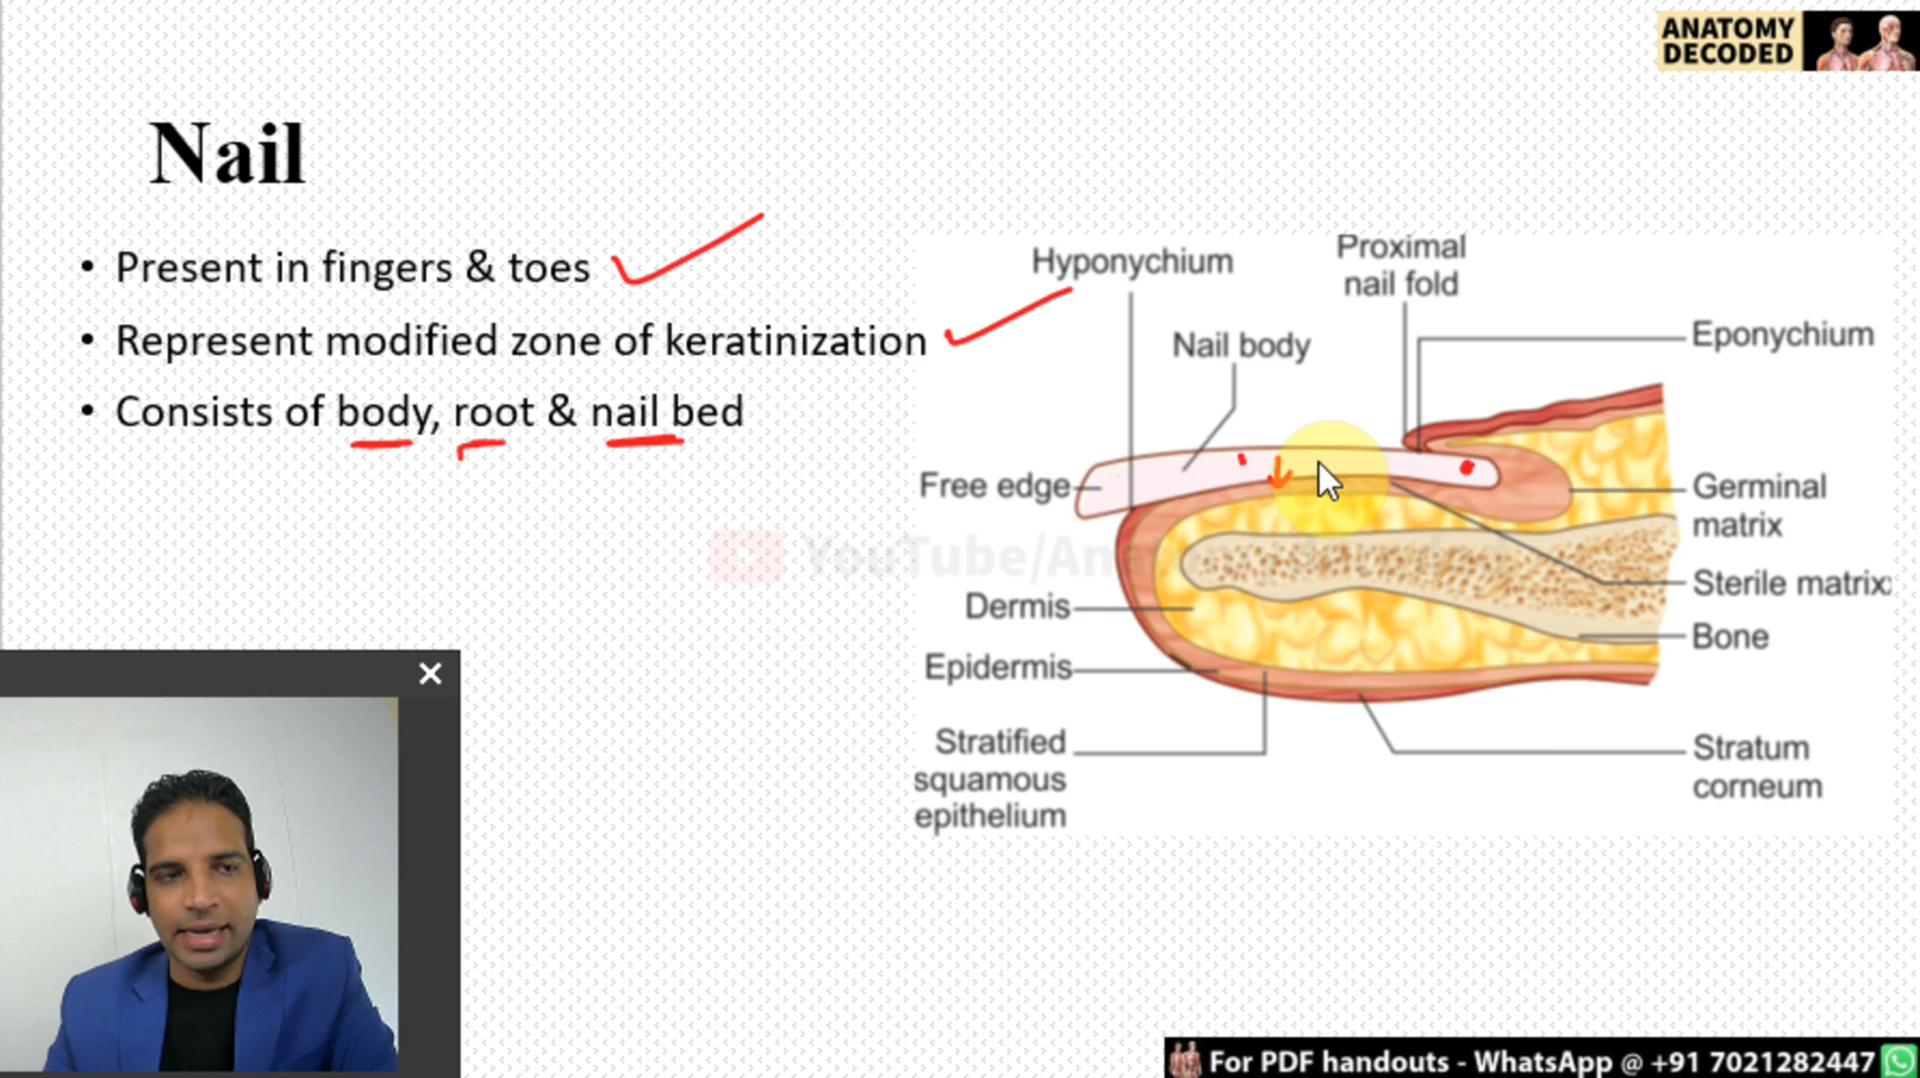 ANATOMY
DECODED
Nail
• Present in fingers & toes
• Represent modified zone of keratinization
• Consists of body, root & nail bed
Hyponychium
Proximal
nail fold
Nail body
Eponychium
Free edge
Germinal
matrix
Sterile matrix
Dermis
Bone
Epidermis
Stratified
squamous
epithelium
Stratum
corneum
YouTube/An
For PDF handouts - WhatsApp @ +91 7021282447